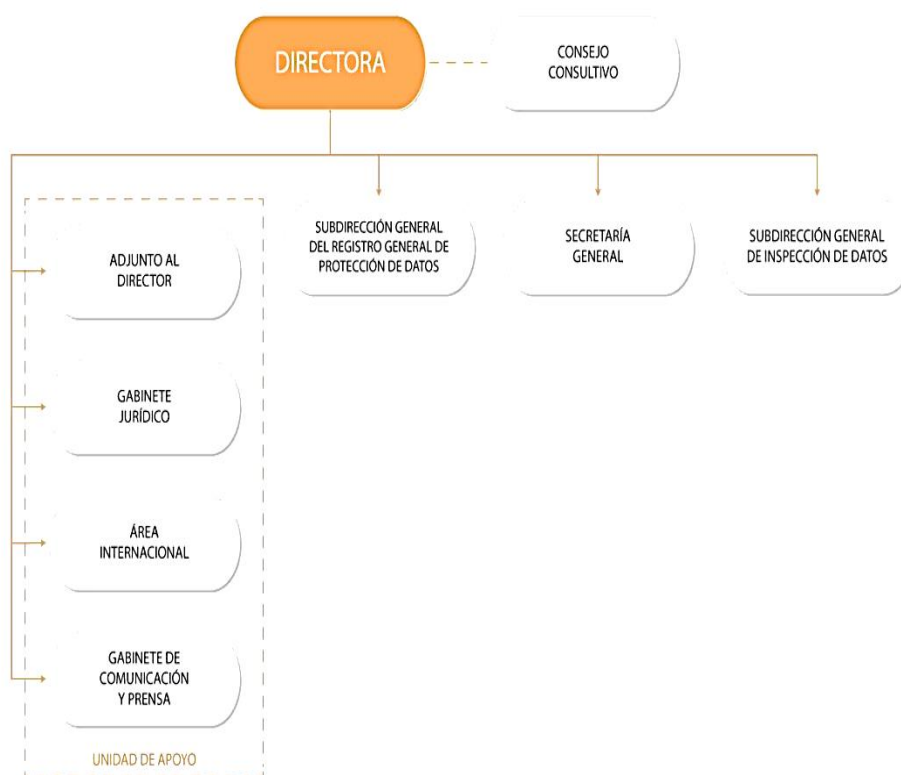 DIRECTORA
CONSEJO
CONSULTIVO
SUBDIRECCIÓN GENERAL
DEL REGISTRO GENERAL DE
PROTECCIÓN DE DATOS
SECRETARÍA
GENERAL
SUBDIRECCIÓN GENERAL
DE INSPECCIÓN DE DATOS
ADJUNTO AL
DIRECTOR
GABINETE
JURÍDICO
ÁREA
INTERNACIONAL
GABINETE DE
COMUNICACIÓN
Y PRENSA
UNIDAD DE APOYO